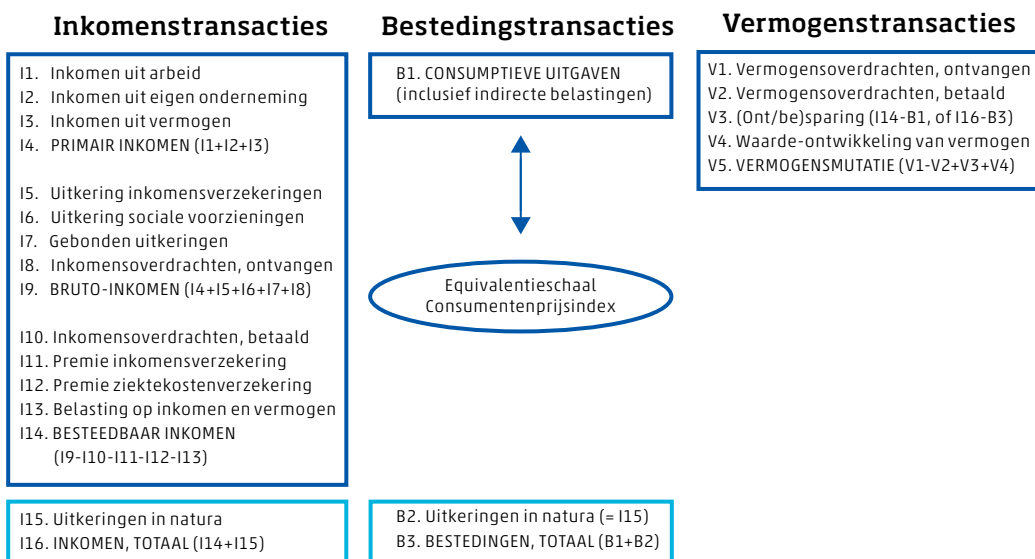 Inkomenstransacties
I1. Inkomen uit arbeid
I2. Inkomen uit eigen onderneming
I3. Inkomen uit vermogen
I4. PRIMAIR INKOMEN (I1+I2+I3)
I5. Uitkering inkomensverzekeringen
I6. Uitkering sociale voorzieningen
I7. Gebonden uitkeringen
I8. Inkomensoverdrachten, ontvangen
I9. BRUTO-INKOMEN (I4+I5+I6+I7+I8)
I10. Inkomensoverdrachten, betaald
I11. Premie inkomensverzekering
I12. Premie ziektekostenverzekering
I13. Belasting op inkomen en vermogen
I14. BESTEEDBAAR INKOMEN
(I9-I10-I11-I12-I13)
I15. Uitkeringen in natura
I16. INKOMEN, TOTAAL (I14+I15)
Bestedingstransacties
B1. CONSUMPTIEVE UITGAVEN
(inclusief indirecte belastingen)
Equivalentieschaal
Consumentenprijsindex
B2. Uitkeringen in natura (= I15)
B3. BESTEDINGEN, TOTAAL (B1+B2)
Vermogenstransacties
V1. Vermogensoverdrachten, ontvangen
V2. Vermogensoverdrachten, betaald
V3. (Ont/be)sparing (I14-B1, of I16-B3)
V4. Waarde-ontwikkeling van vermogen
V5. VERMOGENSMUTATIE (V1-V2+V3+V4)